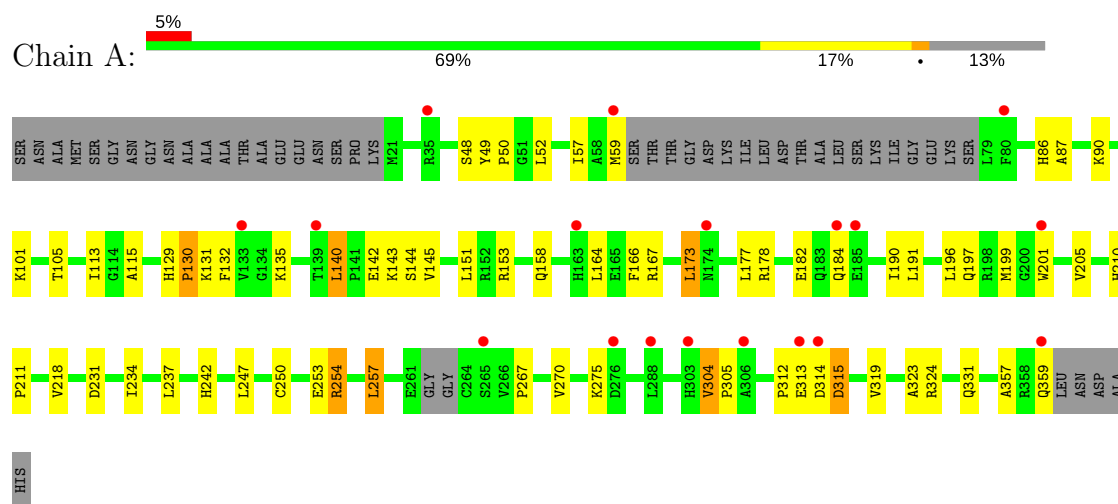 5%
Chain A:
69% 17% • 13%
SER ASN ALA MET SER GLY ASN GLY ASN ALA ALA ALA THR ALA GLU GLU ASN SER PRO LYS M21 R35 S48 Y49 P50 G51 L52 I57 A58 M59 SER THR THR GLY ASP LYS ILE LEU ASP THR ALA LEU SER LYS ILE GLY GLU LYS SER L79 F80 H86 A87 K90
K101 T105 I113 G114 A115 H129 P130 K131 F132 V133 G134 K135 T139 L140 P141 E142 K143 S144 V145 L151 R152 R153 Q158 H163 L164 E165 F166 R167 L173 N174 L177 R178 E182 Q183 Q184 E185 I190 L191 L196 Q197 R198 M199 G200 W201 V205 H210
P211 V218 D231 I234 L237 H242 L247 C250 E253 R254 L257 E261 GLY GLY C264 S265 V266 P267 V270 K275 D276 L288 H303 V304 P305 A306 P312 E313 D314 D315 V319 A323 R324 Q331 A357 R358 Q359 LEU ASN ASP ALA
HIS